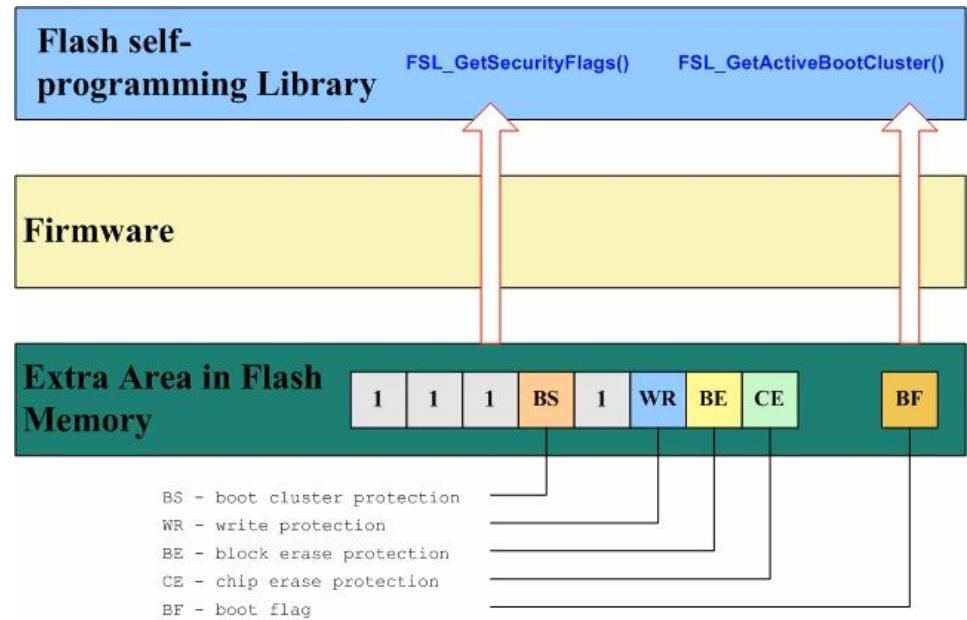 Flash self-
programming Library
FSL_GetSecurityFlags()
FSL_GetActiveBootCluster()
Firmware
Extra Area in Flash
Memory
1 1 1 BS 1 WR BE CE BF
BS - boot cluster protection
WR - write protection
BE - block erase protection
CE - chip erase protection
BF - boot flag